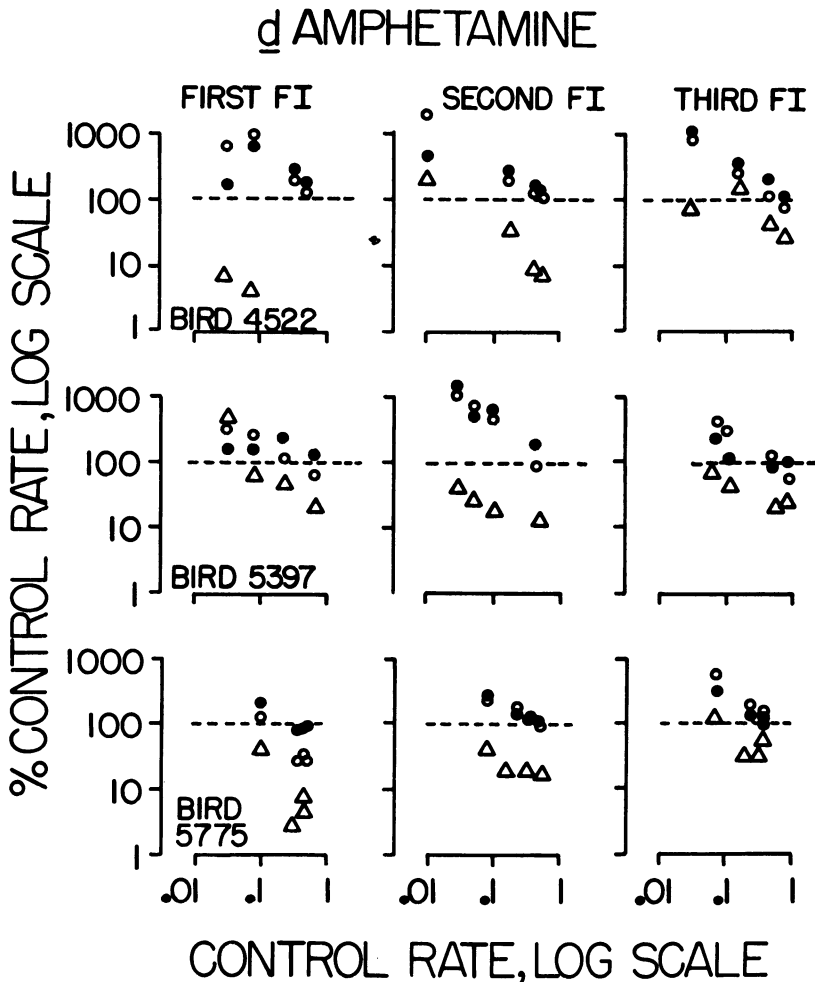 d AMPHETAMINE
FIRST FI SECOND FI THIRD FI
% CONTROL RATE, LOG SCALE
1000
100
10
1
BIRD 4522
1000
100
10
1
BIRD 5397
1000
100
10
1
BIRD
5775
.01 .1 1 .01 .1 1 .01 .1 1
CONTROL RATE, LOG SCALE